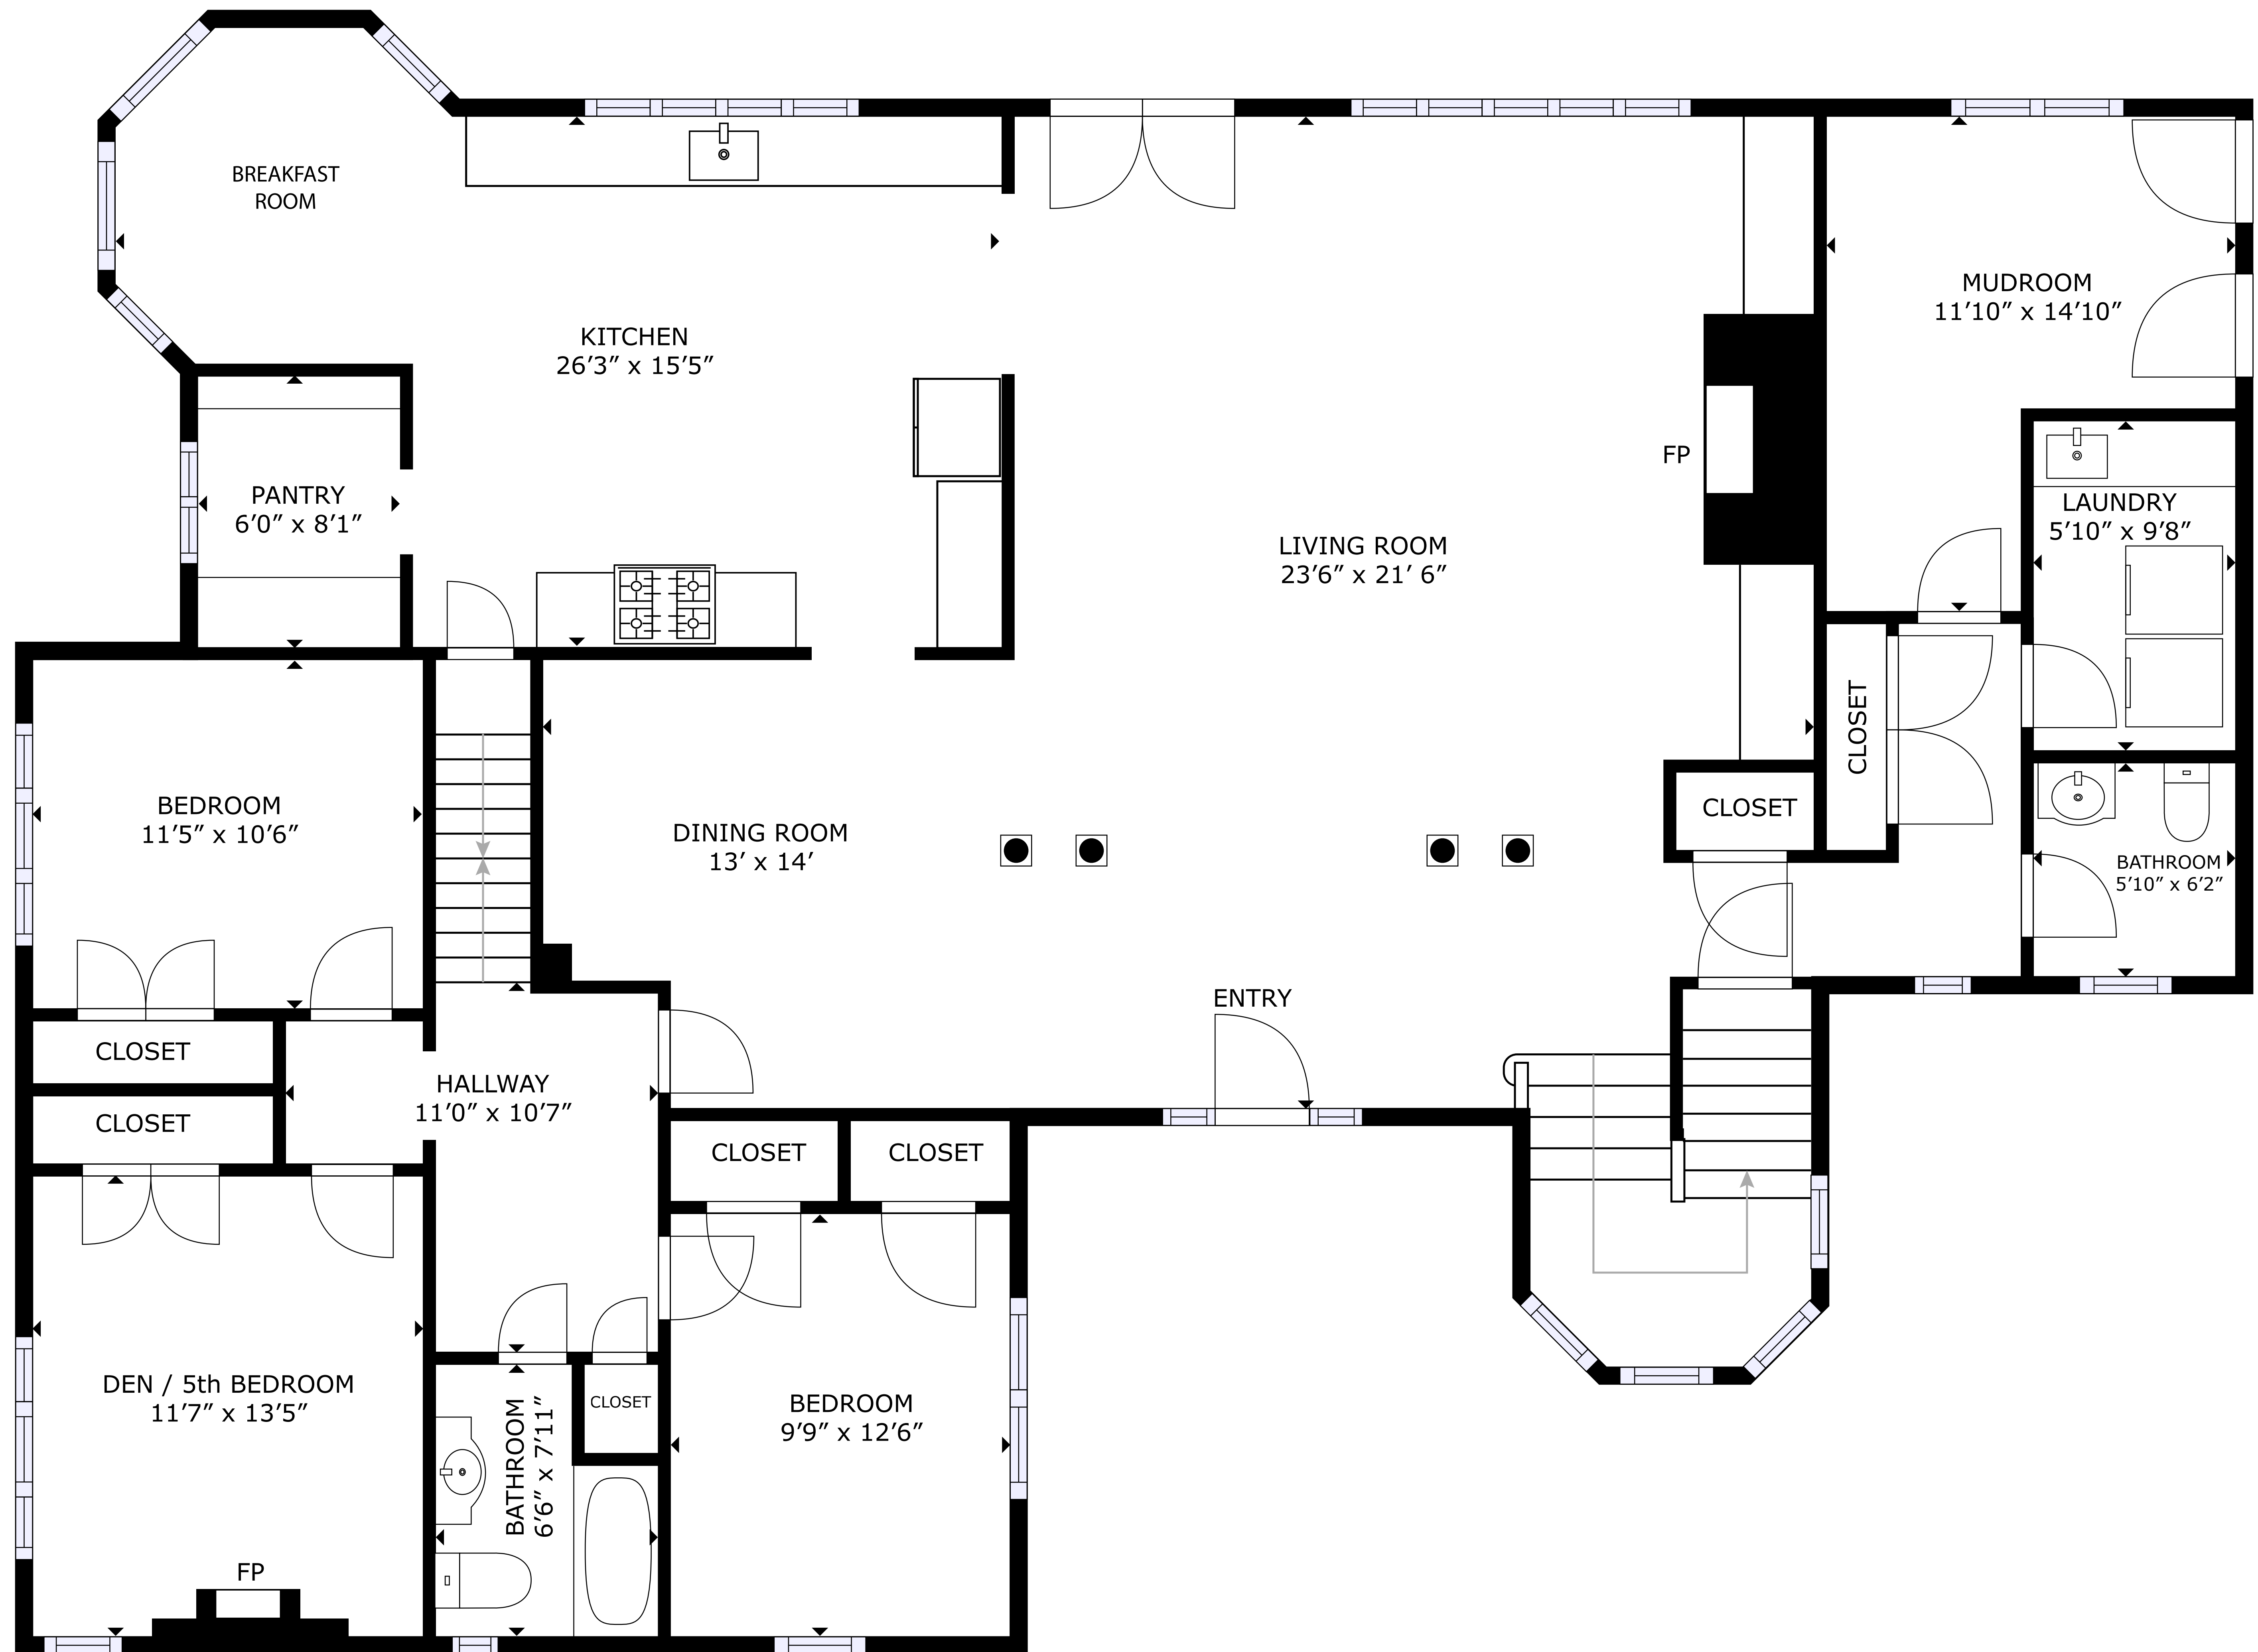 BREAKFAST
ROOM
KITCHEN
26’3” x 15’5”
MUDROOM
11’10” x 14’10”
PANTRY
6’0” x 8’1”
FP
LAUNDRY
5’10” x 9’8”
LIVING ROOM
23’6” x 21’ 6”
CLOSET
CLOSET
BEDROOM
11’5” x 10’6”
DINING ROOM
13’ x 14’
BATHROOM
5’10” x 6’2”
ENTRY
CLOSET
HALLWAY
11’0” x 10’7”
CLOSET
CLOSET
CLOSET
DEN / 5th BEDROOM
11’7” x 13’5”
CLOSET
BATHROOM
6’6” x 7’11”
BEDROOM
9’9” x 12’6”
FP